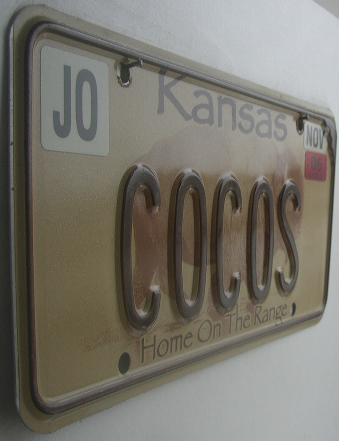 JO
Kansas
NOV
COCOS
Home On The Range